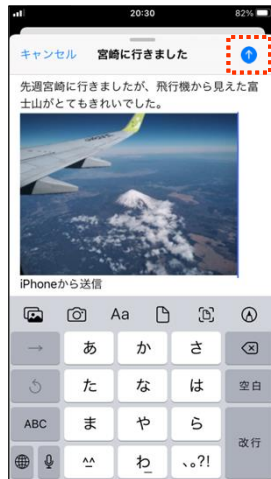 20:30 82%
キャンセル 宮崎に行きました
先週宮崎に行きましたが、飛行機から見えた富
士山がとてもきれいでした。
iPhoneから送信
Aa
→ あ か さ
た な は 空白
ABC ま や ら
改行
^^ わ_ 、。?!